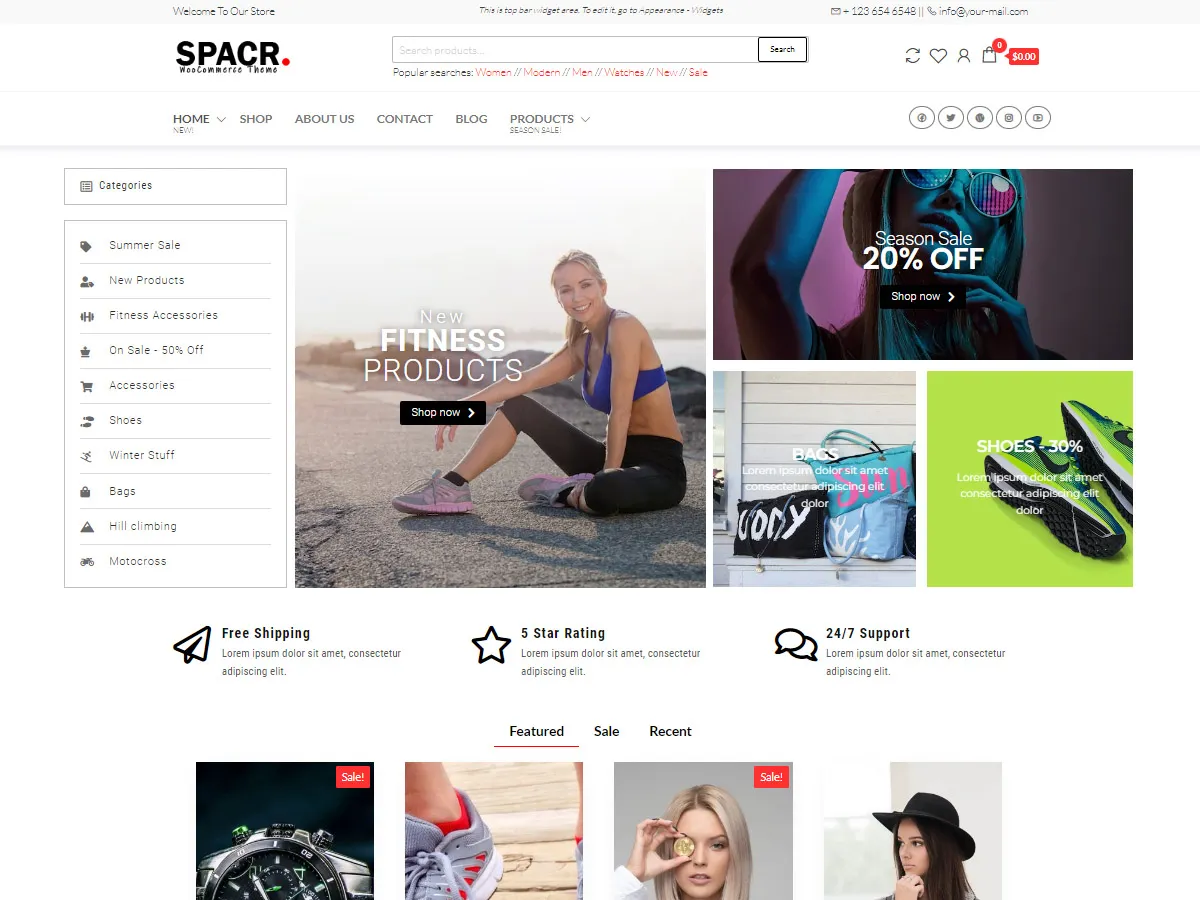 Welcome To Our Store
This is top bar widget area. To edit it, go to Appearance - Widgets
+ 123 654 6548 || info@your-mail.com
SPACR.
WooCommerce Theme
Search products...
Search
0
$0.00
Popular searches: Women // Modern // Men // Watches // New // Sale
HOME
NEW!
SHOP
ABOUT US
CONTACT
BLOG
PRODUCTS
SEASON SALE!
Categories
Summer Sale
New Products
Fitness Accessories
On Sale - 50% Off
Accessories
Shoes
Winter Stuff
Bags
Hill climbing
Motocross
New
FITNESS
PRODUCTS
Shop now
Season Sale
20% OFF
Shop now
BAGS
Lorem ipsum dolor sit amet
consectetur adipiscing elit
dolor
SHOES - 30%
Lorem ipsum dolor sit amet
consectetur adipiscing elit
dolor
Free Shipping
Lorem ipsum dolor sit amet, consectetur
adipiscing elit.
5 Star Rating
Lorem ipsum dolor sit amet, consectetur
adipiscing elit.
24/7 Support
Lorem ipsum dolor sit amet, consectetur
adipiscing elit.
Featured
Sale
Recent
Sale!
Sale!